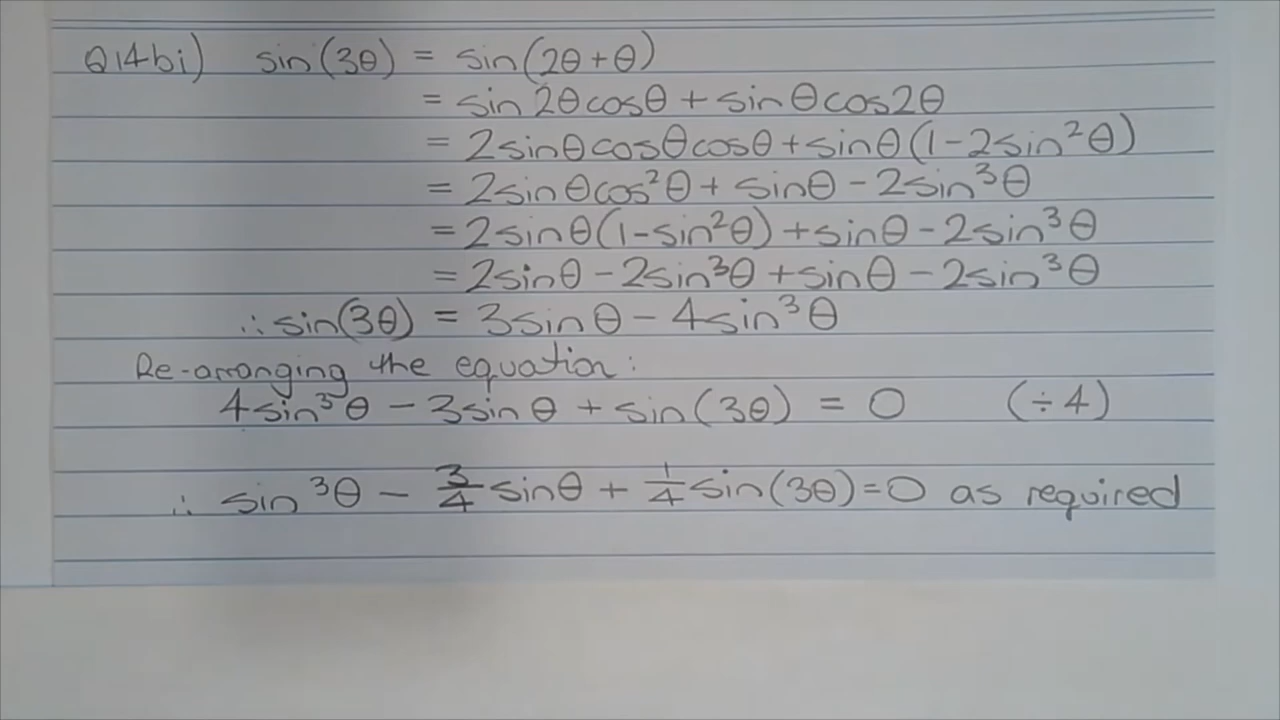 Q14bi) sin(3θ) = sin(2θ+θ)
= sin2θcosθ + sinθcos2θ
= 2sinθcosθcosθ + sinθ(1-2sin²θ)
= 2sinθcos²θ + sinθ - 2sin³θ
= 2sinθ(1-sin²θ) + sinθ - 2sin³θ
= 2sinθ - 2sin³θ + sinθ - 2sin³θ
∴ sin(3θ) = 3sinθ - 4sin³θ
Re-arranging the equation:
4sin³θ - 3sinθ + sin(3θ) = 0 (÷4)
∴ sin³θ - 3/4 sinθ + 1/4 sin(3θ) = 0 as required